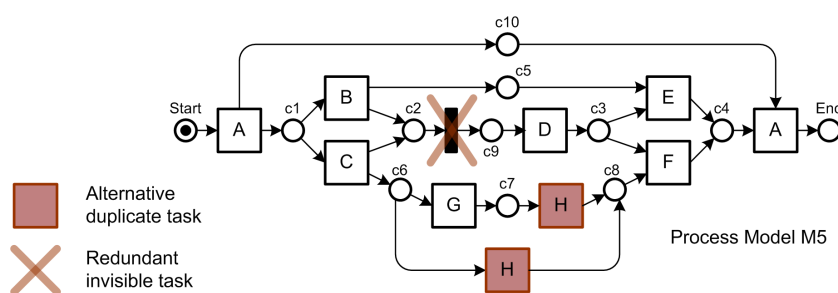 c10
c5
Start
A
c1
B
C
c2
c9
D
c3
E
F
c4
A
End
c6
G
c7
H
c8
H
Alternative
duplicate task
Redundant
invisible task
Process Model M5